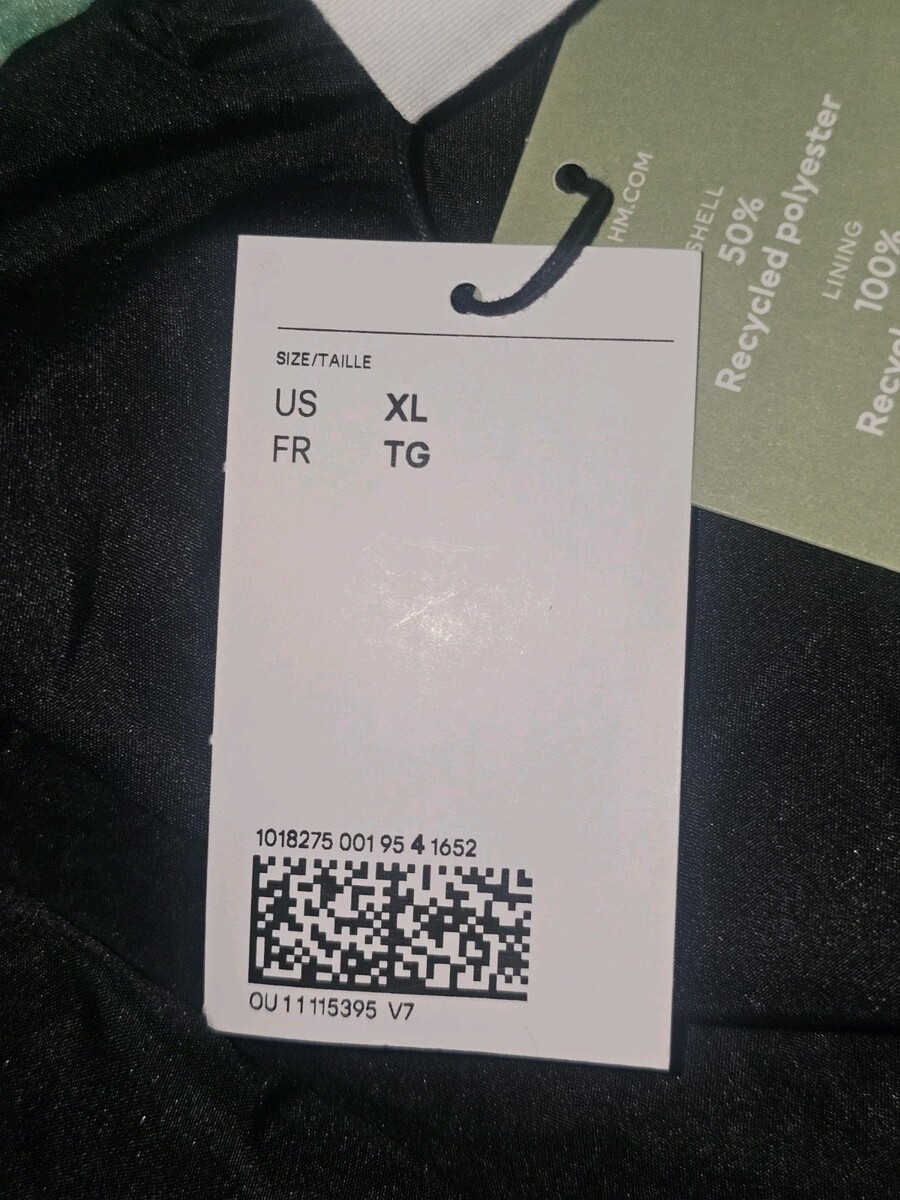 SIZE/TAILLE
US XL
FR TG
1018275 001 95 4 1652
OU 11115395 V7
HM.COM
SHELL
50%
Recycled polyester
LINING
100%